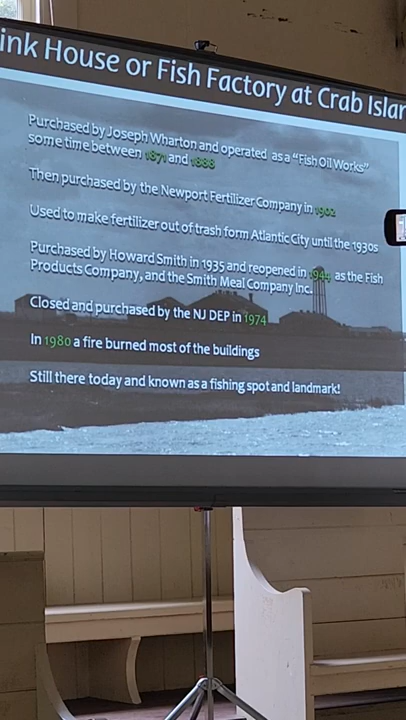 ink House or Fish Factory at Crab Islan
Purchased by Joseph Wharton and operated as a "Fish Oil Works"
some time between 1871 and 1888
Then purchased by the Newport Fertilizer Company in 1902
Used to make fertilizer out of trash form Atlantic City until the 1930s
Purchased by Howard Smith in 1935 and reopened in 1944 as the Fish
Products Company, and the Smith Meal Company Inc.
Closed and purchased by the NJ DEP in 1974
In 1980 a fire burned most of the buildings
Still there today and known as a fishing spot and landmark!